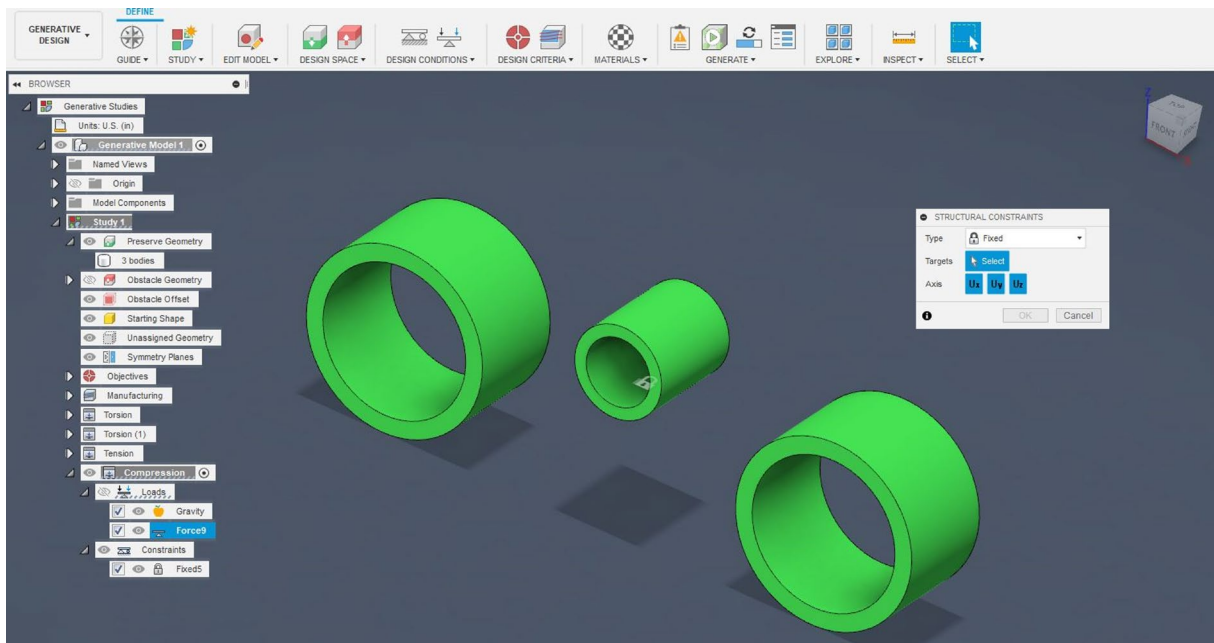 DEFINE
GENERATIVE DESIGN
GUIDE
STUDY
EDIT MODEL
DESIGN SPACE
DESIGN CONDITIONS
DESIGN CRITERIA
MATERIALS
GENERATE
EXPLORE
INSPECT
SELECT
BROWSER
Generative Studies
Units: U.S. (in)
Generative Model 1
Named Views
Origin
Model Components
Study 1
Preserve Geometry
3 bodies
Obstacle Geometry
Obstacle Offset
Starting Shape
Unassigned Geometry
Symmetry Planes
Objectives
Manufacturing
Torsion
Torsion (1)
Tension
Compression
Loads
Gravity
Force9
Constraints
Fixed5
Z
FRONT
STRUCTURAL CONSTRAINTS
Type Fixed
Targets Select
Axis Ux Uy Uz
OK Cancel